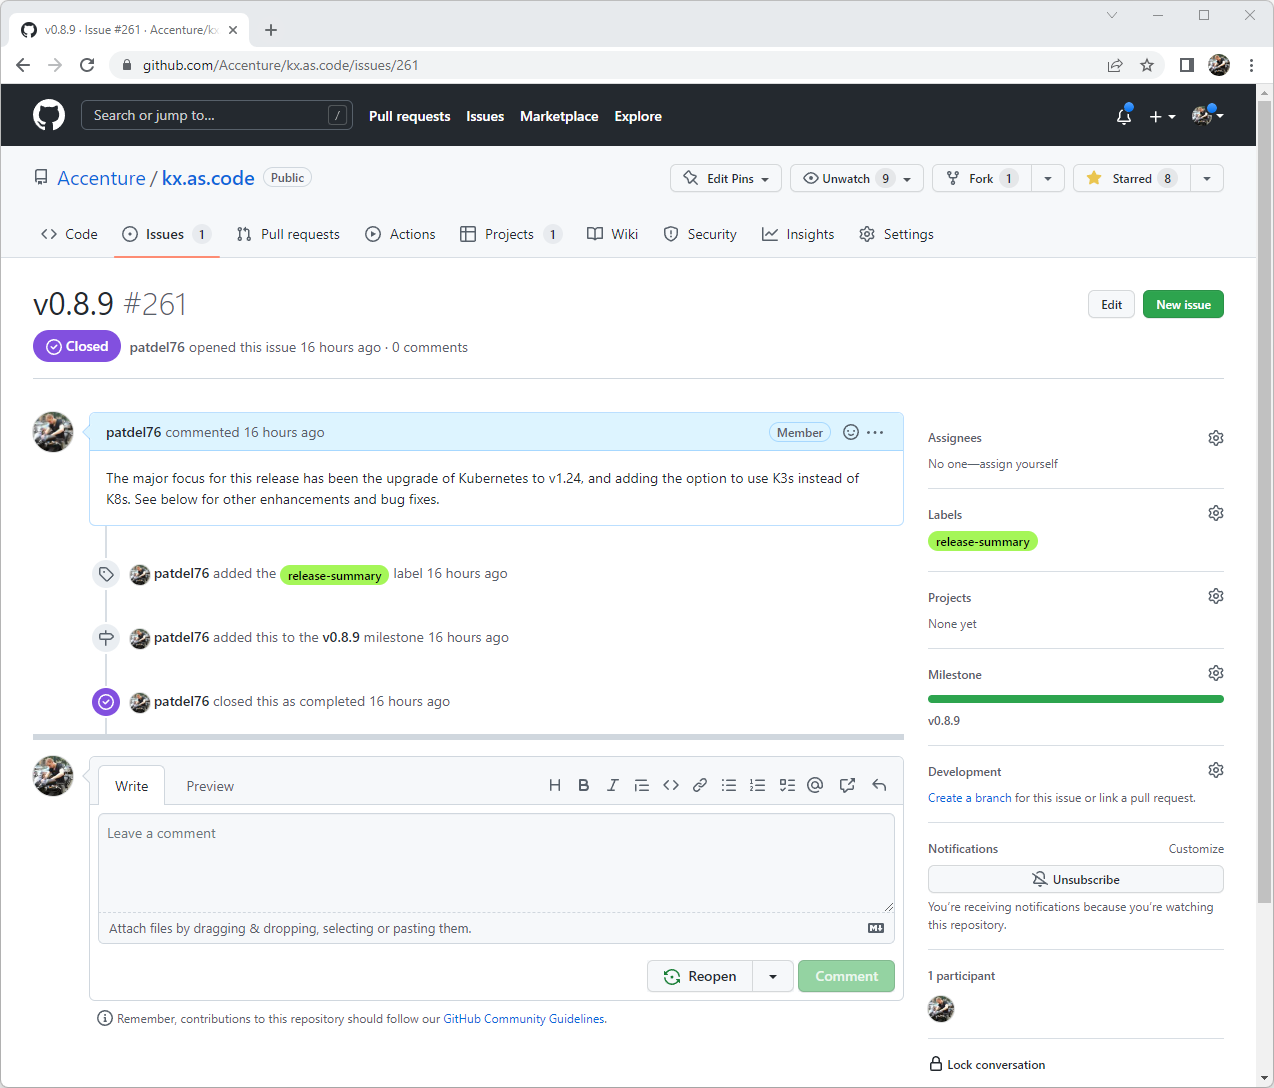 v0.8.9 · Issue #261 · Accenture/kx
github.com/Accenture/kx.as.code/issues/261
Search or jump to... /
Pull requests Issues Marketplace Explore
Accenture / kx.as.code Public
Edit Pins Unwatch 9 Fork 1 Starred 8
Code Issues 1 Pull requests Actions Projects 1 Wiki Security Insights Settings
v0.8.9 #261
Edit New issue
Closed patdel76 opened this issue 16 hours ago · 0 comments
patdel76 commented 16 hours ago Member
The major focus for this release has been the upgrade of Kubernetes to v1.24, and adding the option to use K3s instead of
K8s. See below for other enhancements and bug fixes.
patdel76 added the release-summary label 16 hours ago
patdel76 added this to the v0.8.9 milestone 16 hours ago
patdel76 closed this as completed 16 hours ago
Write Preview
Leave a comment
Attach files by dragging & dropping, selecting or pasting them.
Reopen Comment
Remember, contributions to this repository should follow our GitHub Community Guidelines.
Assignees
No one—assign yourself
Labels
release-summary
Projects
None yet
Milestone
v0.8.9
Development
Create a branch for this issue or link a pull request.
Notifications Customize
Unsubscribe
You're receiving notifications because you're watching
this repository.
1 participant
Lock conversation